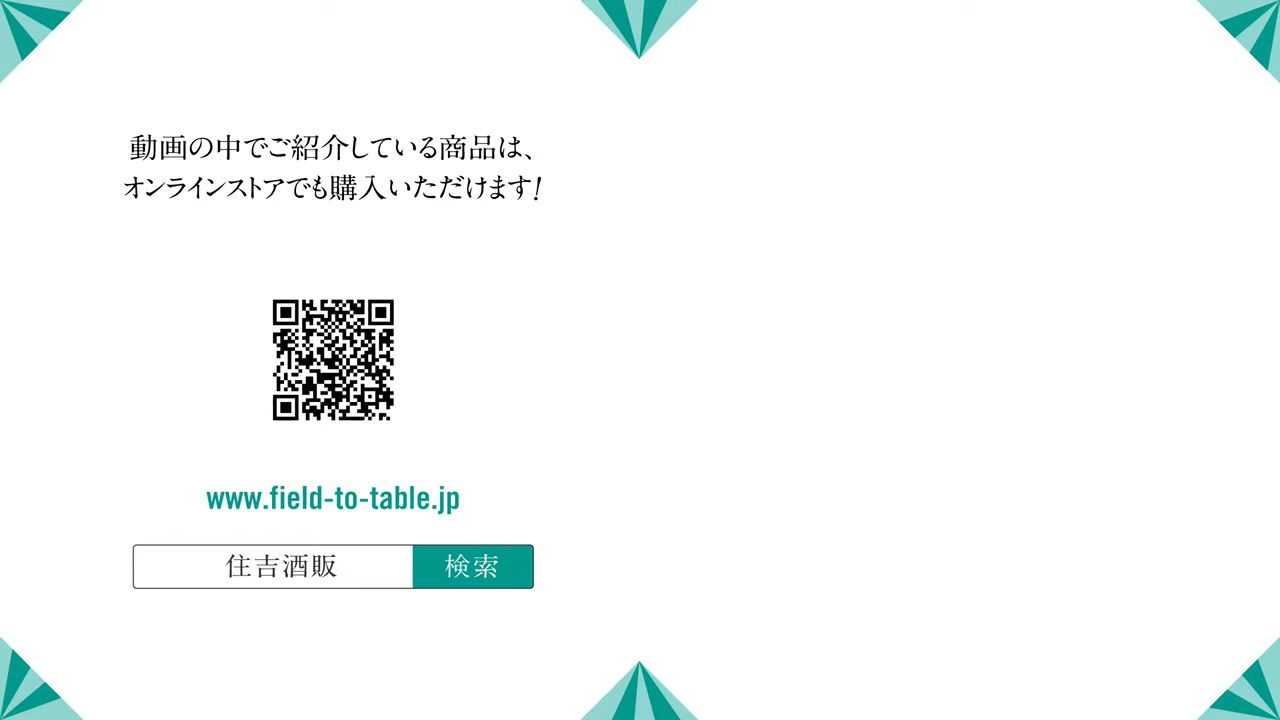 動画の中でご紹介している商品は、
オンラインストアでも購入いただけます!
www.field-to-table.jp
住吉酒販 検索